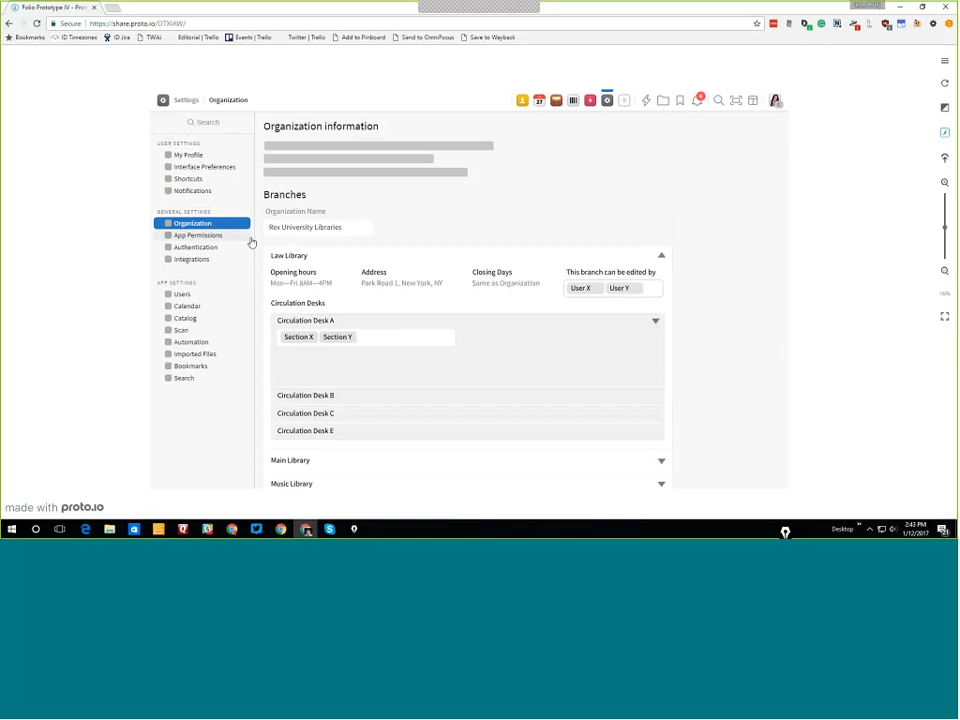 Folio Prototype IV - Pro
Secure
https://share.proto.io/D7XIAW/
Bookmarks
ID Timezones
ID Jira
TWiki
Editorial | Trello
Events | Trello
Twitter | Trello
Add to Pinboard
Send to OmniFocus
Save to Wayback
Settings
Organization
27
Search
USER SETTINGS
My Profile
Interface Preferences
Shortcuts
Notifications
GENERAL SETTINGS
Organization
App Permissions
Authentication
Integrations
APP SETTINGS
Users
Calendar
Catalog
Scan
Automation
Imported Files
Bookmarks
Search
Organization information
Branches
Organization Name
Rex University Libraries
Law Library
Opening hours
Mon—Fri 8AM—4PM
Address
Park Road 1, New York, NY
Closing Days
Same as Organization
This branch can be edited by
User X
User Y
Circulation Desks
Circulation Desk A
Section X
Section Y
Circulation Desk B
Circulation Desk C
Circulation Desk E
Main Library
Music Library
made with proto.io
Desktop
2:43 PM
1/12/2017